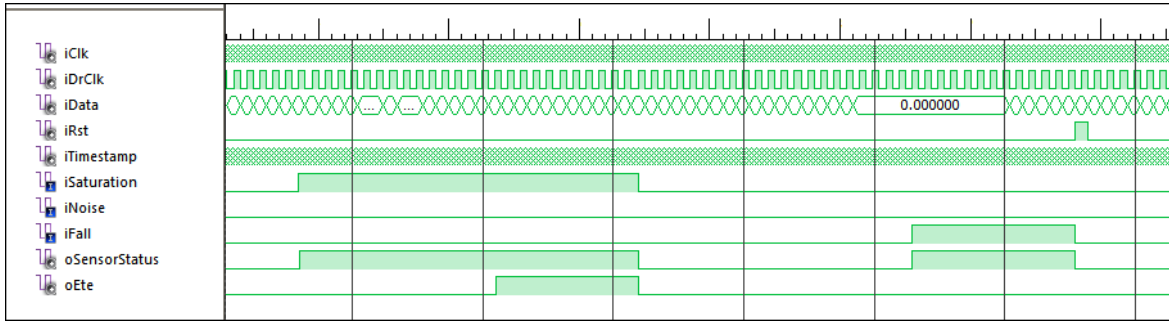 iClk
iDrClk
iData ... ... 0.000000
iRst
iTimestamp
iSaturation
iNoise
iFall
oSensorStatus
oEte